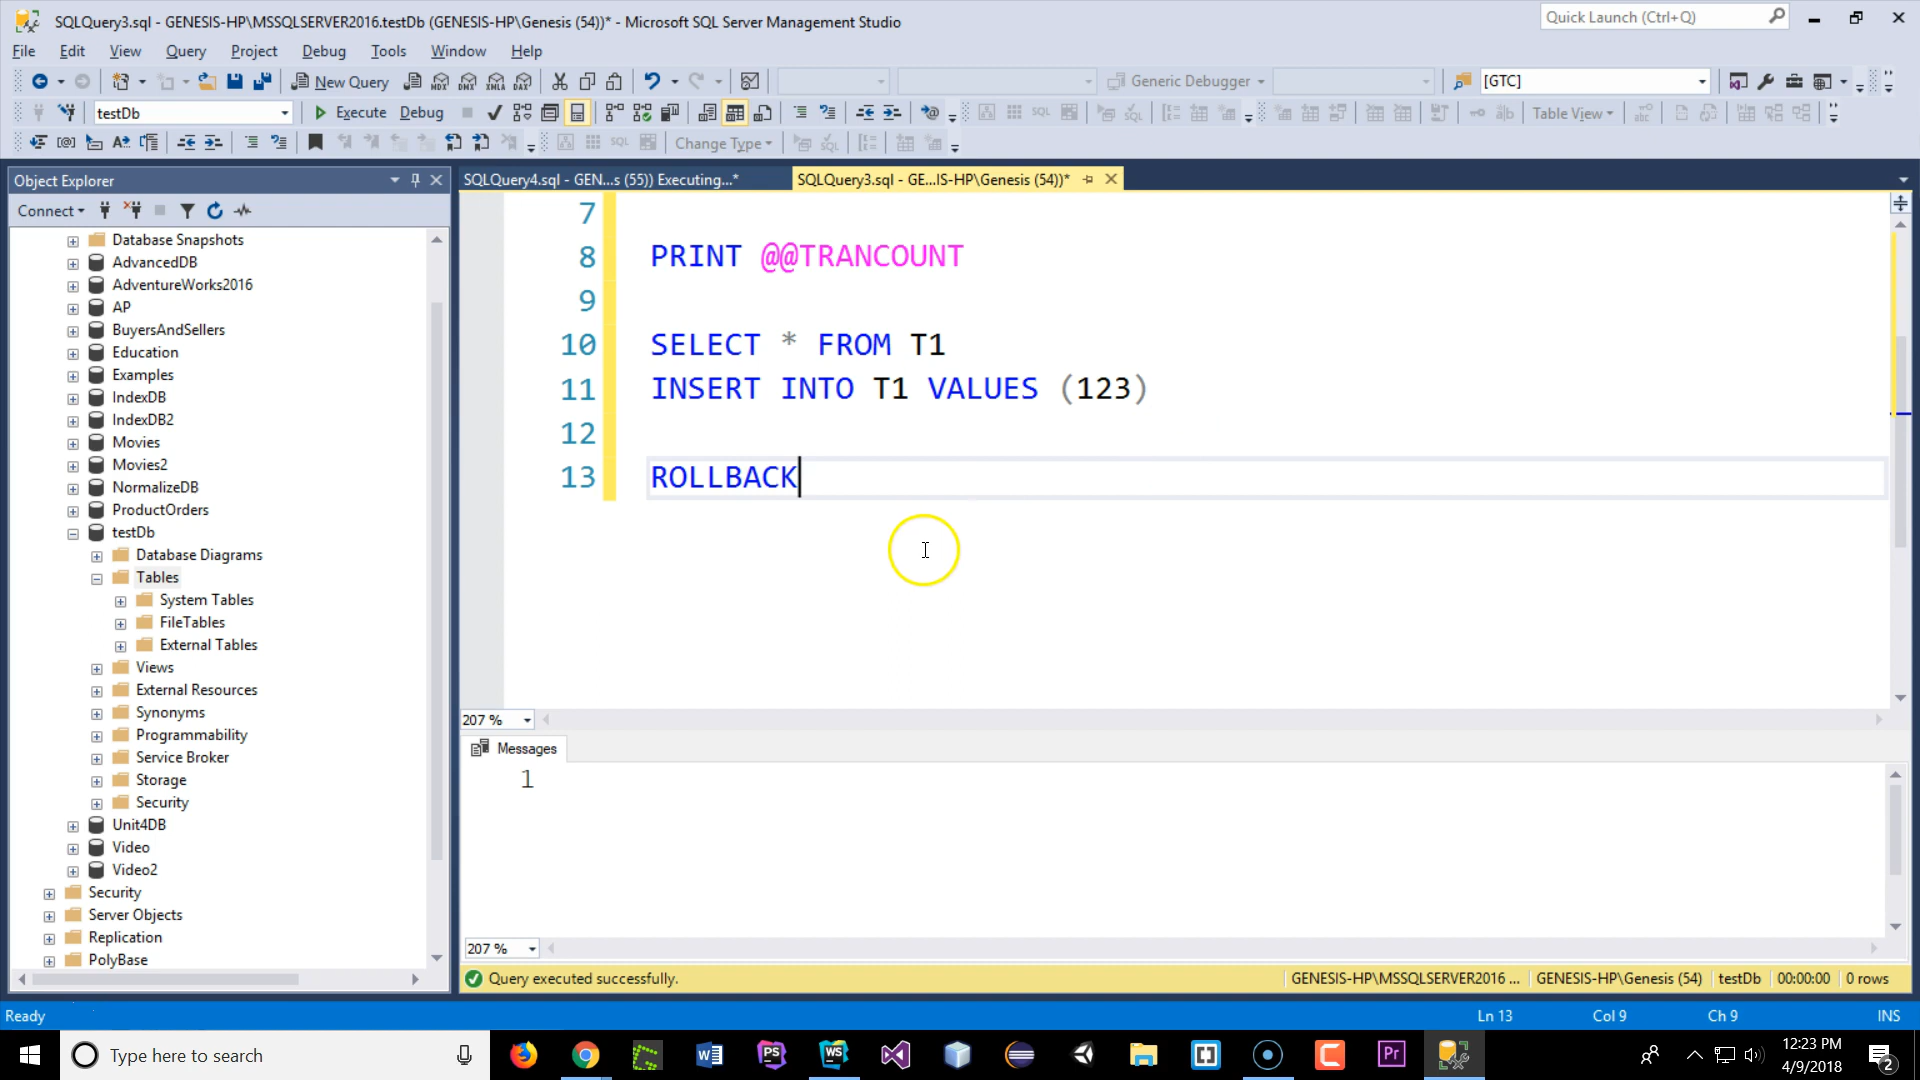 SQLQuery3.sql - GENESIS-HP\MSSQLSERVER2016.testDb (GENESIS-HP\Genesis (54))* - Microsoft SQL Server Management Studio
Quick Launch (Ctrl+Q)
File Edit View Query Project Debug Tools Window Help
New Query
Generic Debugger
[GTC]
testDb
Execute Debug
Table View
Change Type
Object Explorer
Connect
Database Snapshots
AdvancedDB
AdventureWorks2016
AP
BuyersAndSellers
Education
Examples
IndexDB
IndexDB2
Movies
Movies2
NormalizeDB
ProductOrders
testDb
Database Diagrams
Tables
System Tables
FileTables
External Tables
Views
External Resources
Synonyms
Programmability
Service Broker
Storage
Security
Unit4DB
Video
Video2
Security
Server Objects
Replication
PolyBase
SQLQuery4.sql - GEN...s (55)) Executing...*
SQLQuery3.sql - GE...IS-HP\Genesis (54))*
7
8 PRINT @@TRANCOUNT
9
10 SELECT * FROM T1
11 INSERT INTO T1 VALUES (123)
12
13 ROLLBACK
207 %
Messages
1
207 %
Query executed successfully.
GENESIS-HP\MSSQLSERVER2016 ... GENESIS-HP\Genesis (54) testDb 00:00:00 0 rows
Ready
Ln 13 Col 9 Ch 9 INS
Type here to search
12:23 PM
4/9/2018
2